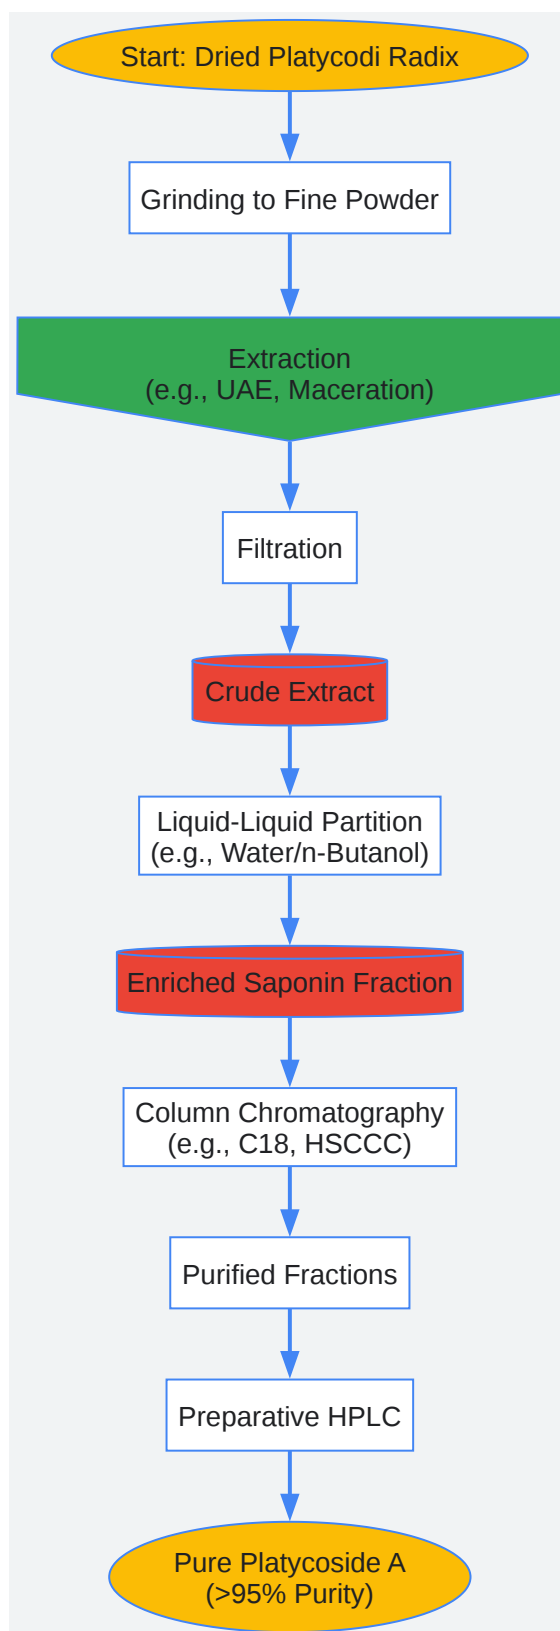 Start: Dried Platycodi Radix
Grinding to Fine Powder
Extraction
(e.g., UAE, Maceration)
Filtration
Crude Extract
Liquid-Liquid Partition
(e.g., Water/n-Butanol)
Enriched Saponin Fraction
Column Chromatography
(e.g., C18, HSCCC)
Purified Fractions
Preparative HPLC
Pure Platycoside A
(>95% Purity)